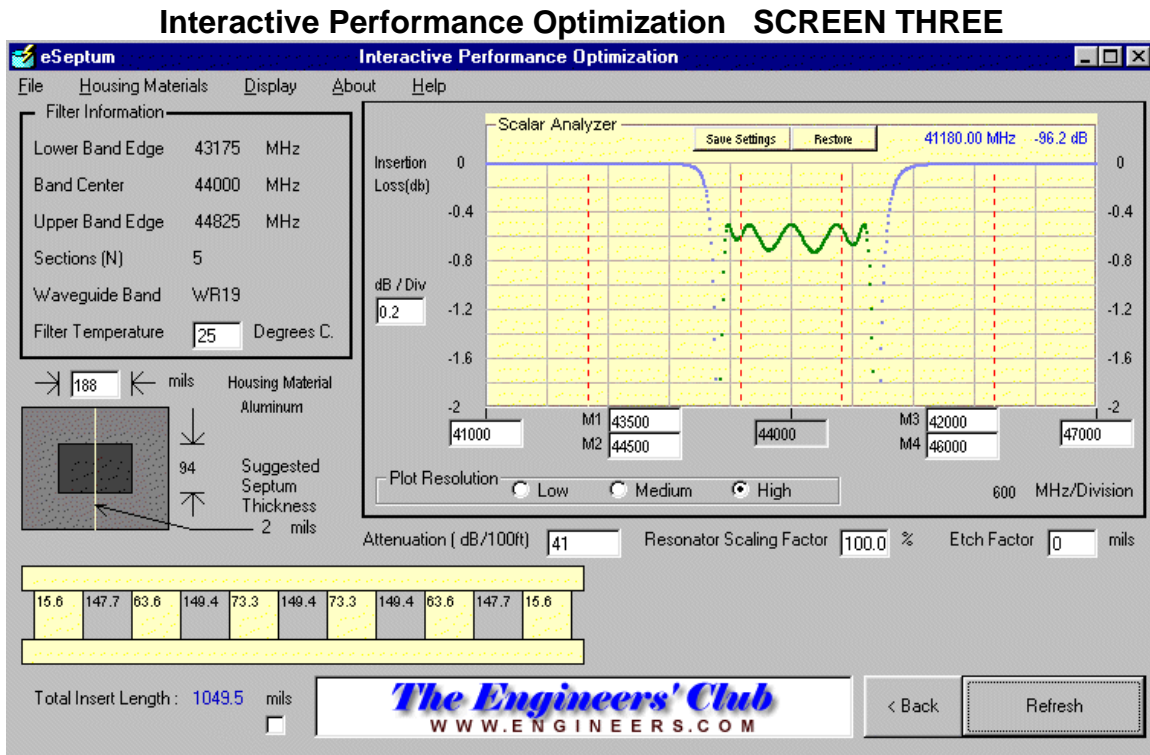 Interactive Performance Optimization   SCREEN THREE
eSeptum Interactive Performance Optimization
File Housing Materials Display About Help
Filter Information
Lower Band Edge 43175 MHz
Band Center 44000 MHz
Upper Band Edge 44825 MHz
Sections (N) 5
Waveguide Band WR19
Filter Temperature 25 Degrees C.
188 mils
Housing Material
Aluminum
94
Suggested
Septum
Thickness
2 mils
Scalar Analyzer
Save Settings Restore 41180.00 MHz -96.2 dB
Insertion
Loss(db)
0 0
-0.4 -0.4
-0.8 -0.8
dB / Div
0.2
-1.2 -1.2
-1.6 -1.6
-2 -2
41000 M1 43500 44000 M3 42000 47000
M2 44500 M4 46000
Plot Resolution Low Medium High
600 MHz/Division
Attenuation ( dB/100ft) 41 Resonator Scaling Factor 100.0 % Etch Factor 0 mils
15.6 147.7 63.6 149.4 73.3 149.4 73.3 149.4 63.6 147.7 15.6
Total Insert Length : 1049.5 mils
The Engineers' Club
WWW.ENGINEERS.COM
< Back Refresh